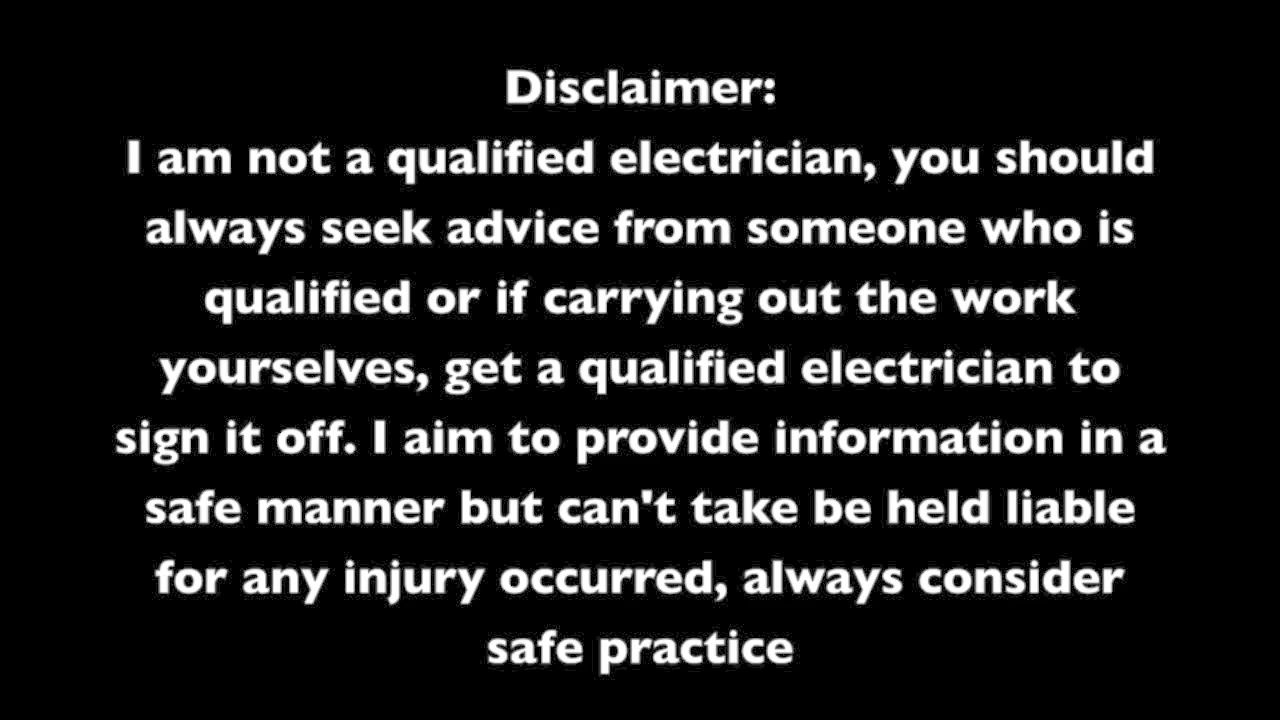 Disclaimer:
I am not a qualified electrician, you should
always seek advice from someone who is
qualified or if carrying out the work
yourselves, get a qualified electrician to
sign it off. I aim to provide information in a
safe manner but can't take be held liable
for any injury occurred, always consider
safe practice